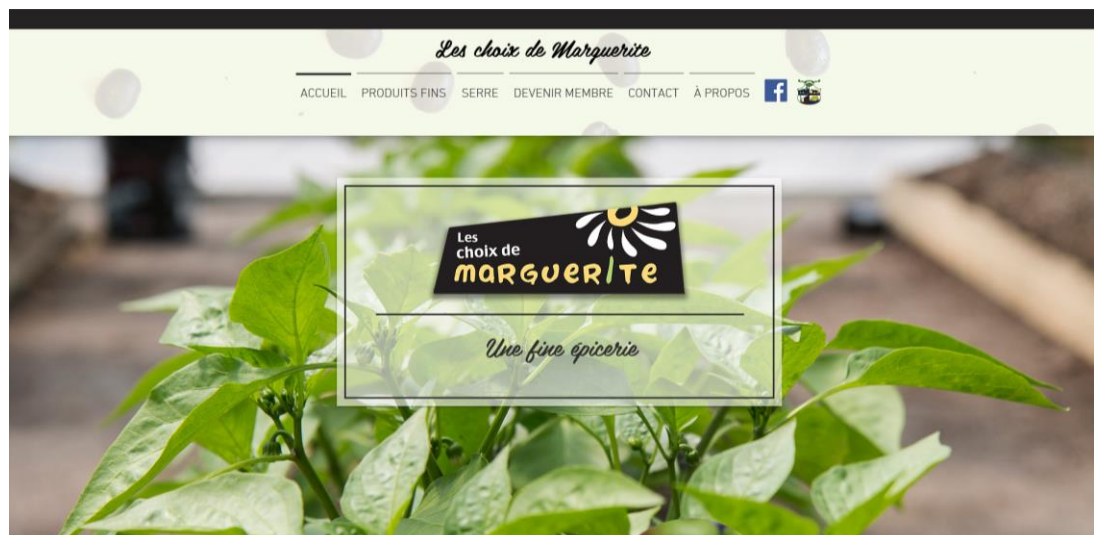 Les choix de Marguerite
ACCUEIL PRODUITS FINS SERRE DEVENIR MEMBRE CONTACT À PROPOS
Les
choix de
marguerite
Une fine épicerie